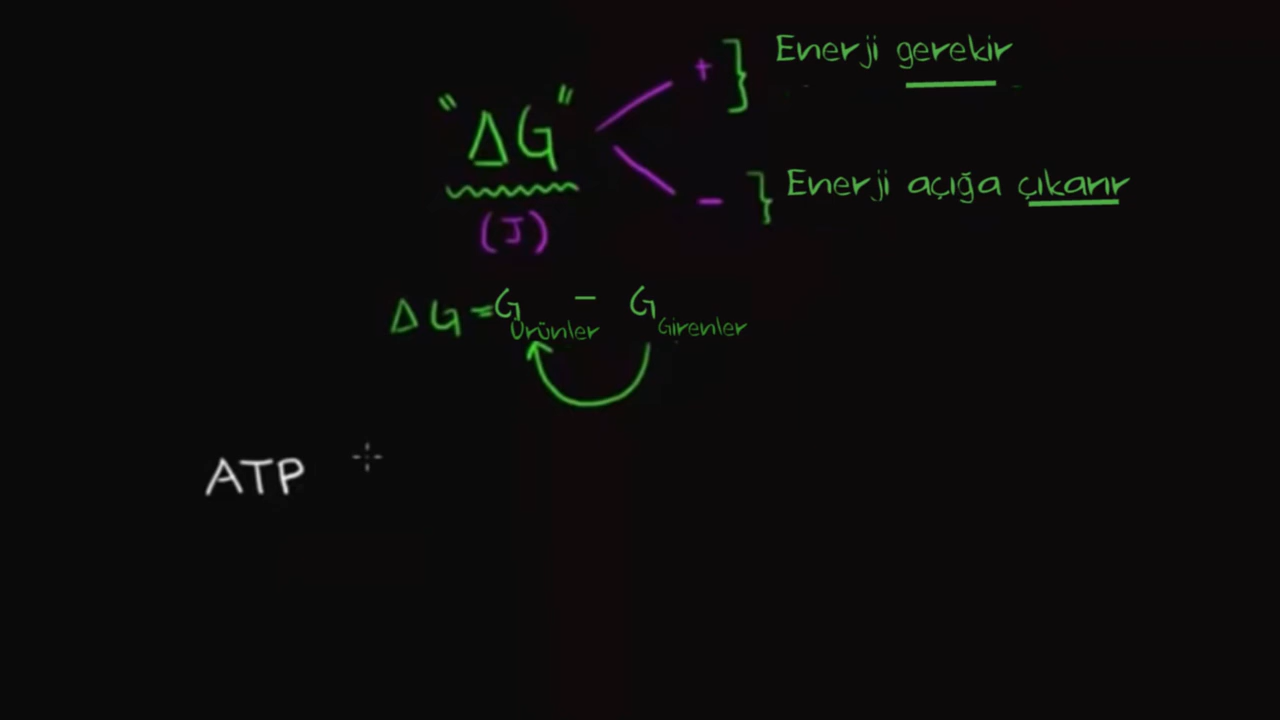 + } Enerji gerekir
"ΔG"
- } Enerji açığa çıkarır
(J)
ΔG = G Ürünler - G Girenler
ATP